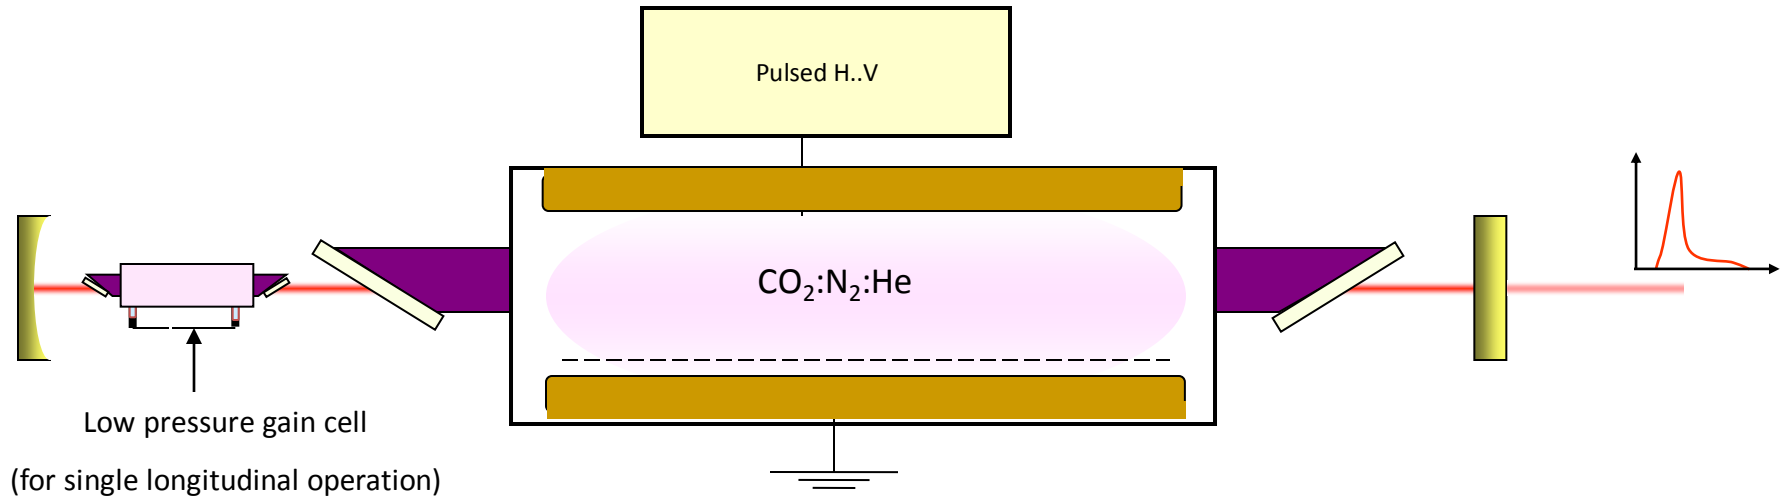 Pulsed H..V
CO₂:N₂:He
Low pressure gain cell
(for single longitudinal operation)